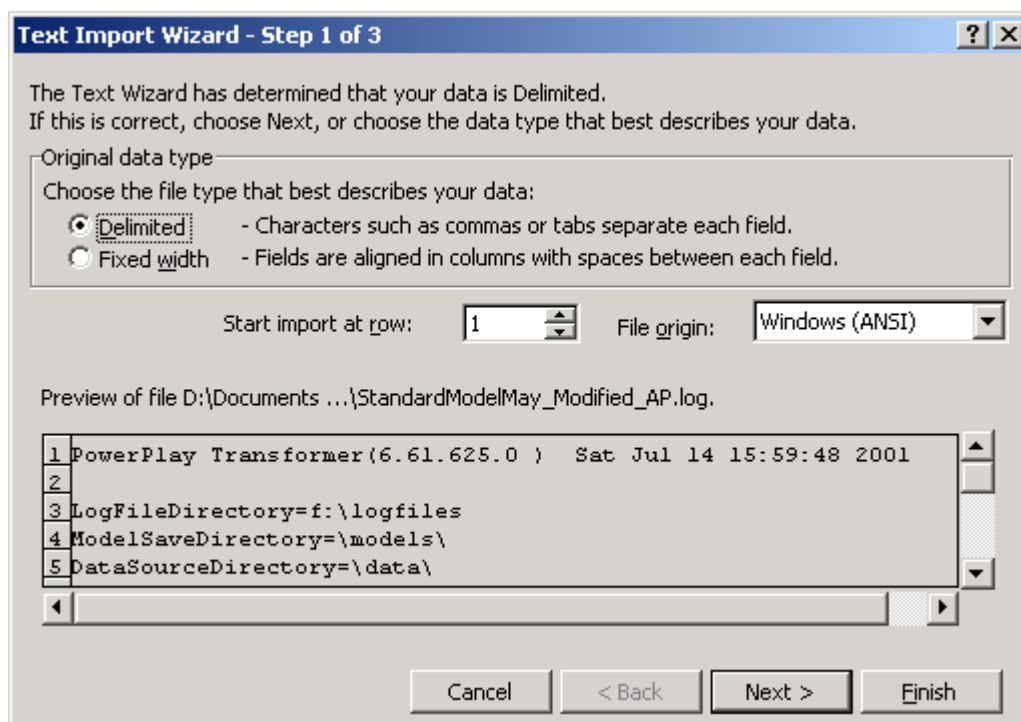 Text Import Wizard - Step 1 of 3
The Text Wizard has determined that your data is Delimited.
If this is correct, choose Next, or choose the data type that best describes your data.
Original data type
Choose the file type that best describes your data:
Delimited - Characters such as commas or tabs separate each field.
Fixed width - Fields are aligned in columns with spaces between each field.
Start import at row: 1 File origin: Windows (ANSI)
Preview of file D:\Documents ...\StandardModelMay_Modified_AP.log.
1 PowerPlay Transformer(6.61.625.0 )  Sat Jul 14 15:59:48 2001
2
3 LogFileDirectory=f:\logfiles
4 ModelSaveDirectory=\models\
5 DataSourceDirectory=\data\
Cancel < Back Next > Finish